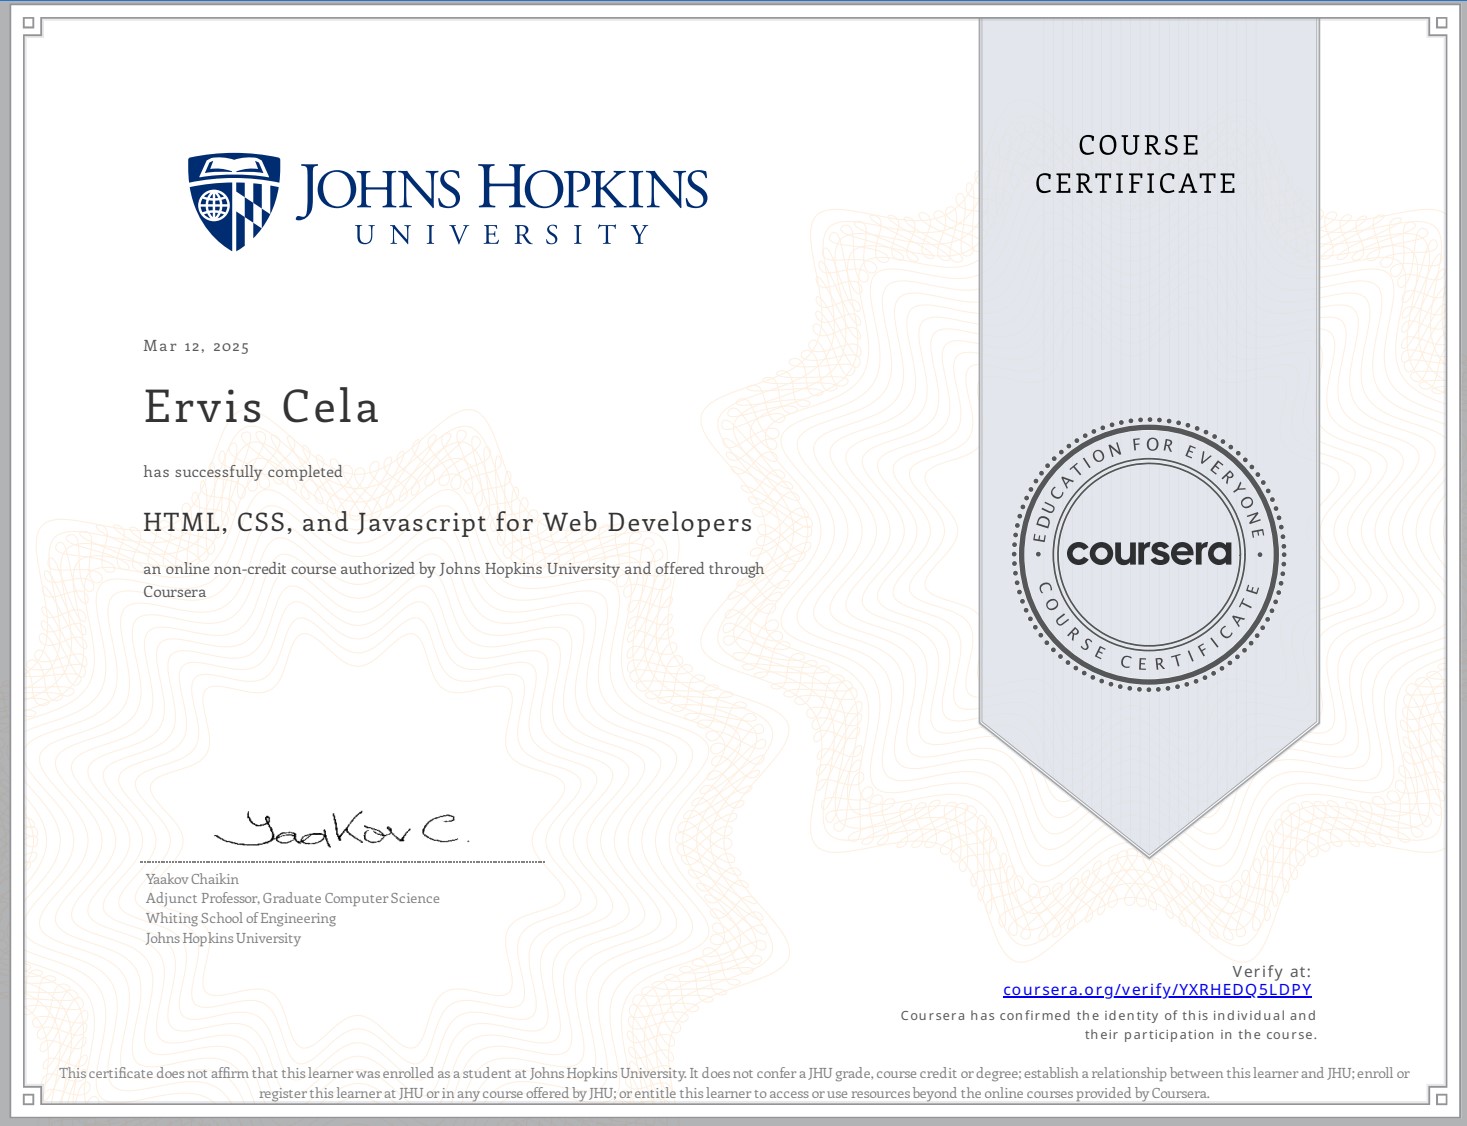 JOHNS HOPKINS
UNIVERSITY
COURSE
CERTIFICATE
Mar 12, 2025
Ervis Cela
has successfully completed
HTML, CSS, and Javascript for Web Developers
an online non-credit course authorized by Johns Hopkins University and offered through
Coursera
EDUCATION FOR EVERYONE
coursera
COURSE CERTIFICATE
Yaakov C.
Yaakov Chaikin
Adjunct Professor, Graduate Computer Science
Whiting School of Engineering
Johns Hopkins University
Verify at:
coursera.org/verify/YXRHEDQ5LDPY
Coursera has confirmed the identity of this individual and
their participation in the course.
This certificate does not affirm that this learner was enrolled as a student at Johns Hopkins University. It does not confer a JHU grade, course credit or degree; establish a relationship between this learner and JHU; enroll or
register this learner at JHU or in any course offered by JHU; or entitle this learner to access or use resources beyond the online courses provided by Coursera.